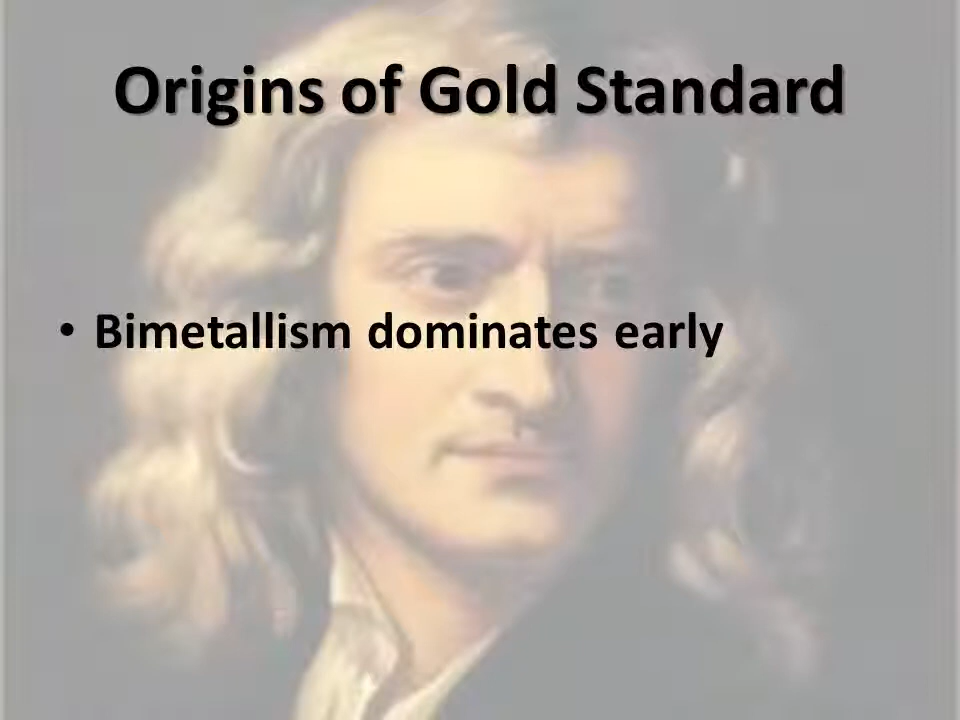 Origins of Gold Standard
• Bimetallism dominates early